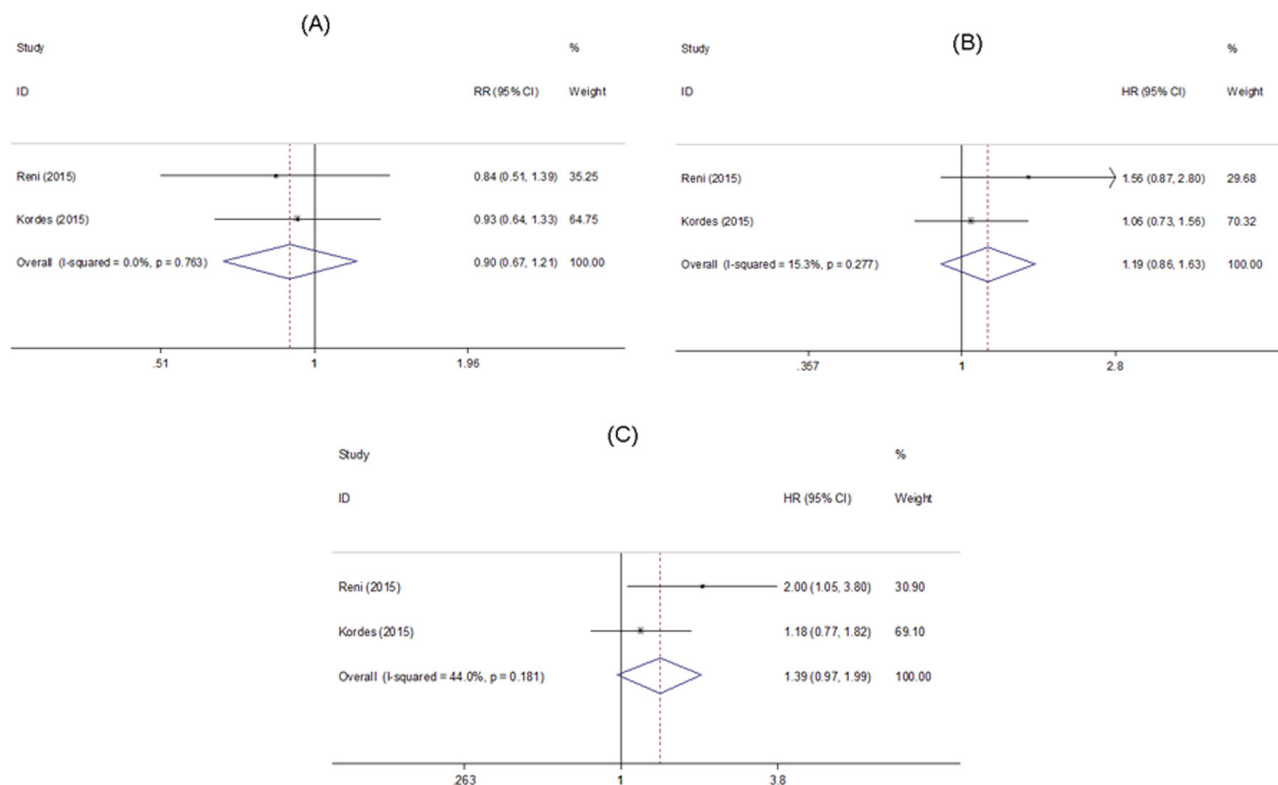 (A)
Study %
ID RR (95% CI) Weight
Reni (2015) 0.84 (0.51, 1.39) 35.25
Kordes (2015) 0.93 (0.64, 1.33) 64.75
Overall (I-squared = 0.0%, p = 0.763) 0.90 (0.67, 1.21) 100.00
.51 1 1.96
(B)
Study %
ID HR (95% CI) Weight
Reni (2015) 1.56 (0.87, 2.80) 29.68
Kordes (2015) 1.06 (0.73, 1.56) 70.32
Overall (I-squared = 15.3%, p = 0.277) 1.19 (0.86, 1.63) 100.00
.357 1 2.8
(C)
Study %
ID HR (95% CI) Weight
Reni (2015) 2.00 (1.05, 3.80) 30.90
Kordes (2015) 1.18 (0.77, 1.82) 69.10
Overall (I-squared = 44.0%, p = 0.181) 1.39 (0.97, 1.99) 100.00
.263 1 3.8